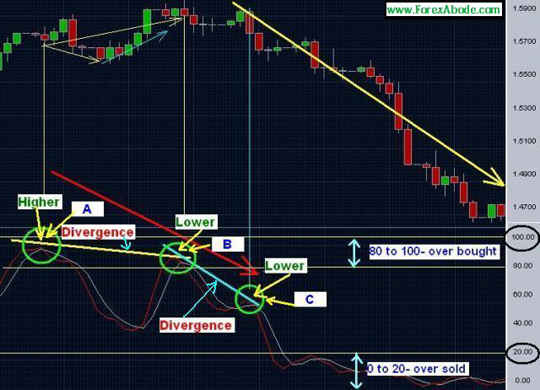 www.ForexAbode.com
1.5900
1.5700
1.5500
1.5300
1.5100
1.4900
1.4700
Higher
A
Divergence
Lower
B
Lower
C
Divergence
100.00
80 to 100- over bought
80.00
60.00
40.00
20.00
0 to 20- over sold
0.00